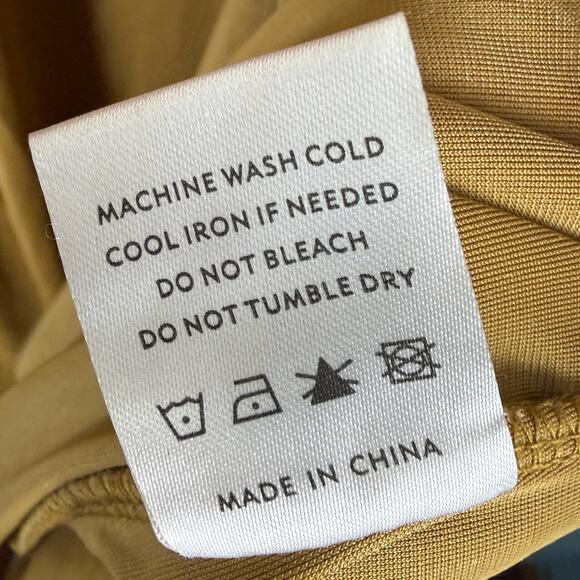 MACHINE WASH COLD
COOL IRON IF NEEDED
DO NOT BLEACH
DO NOT TUMBLE DRY
MADE IN CHINA